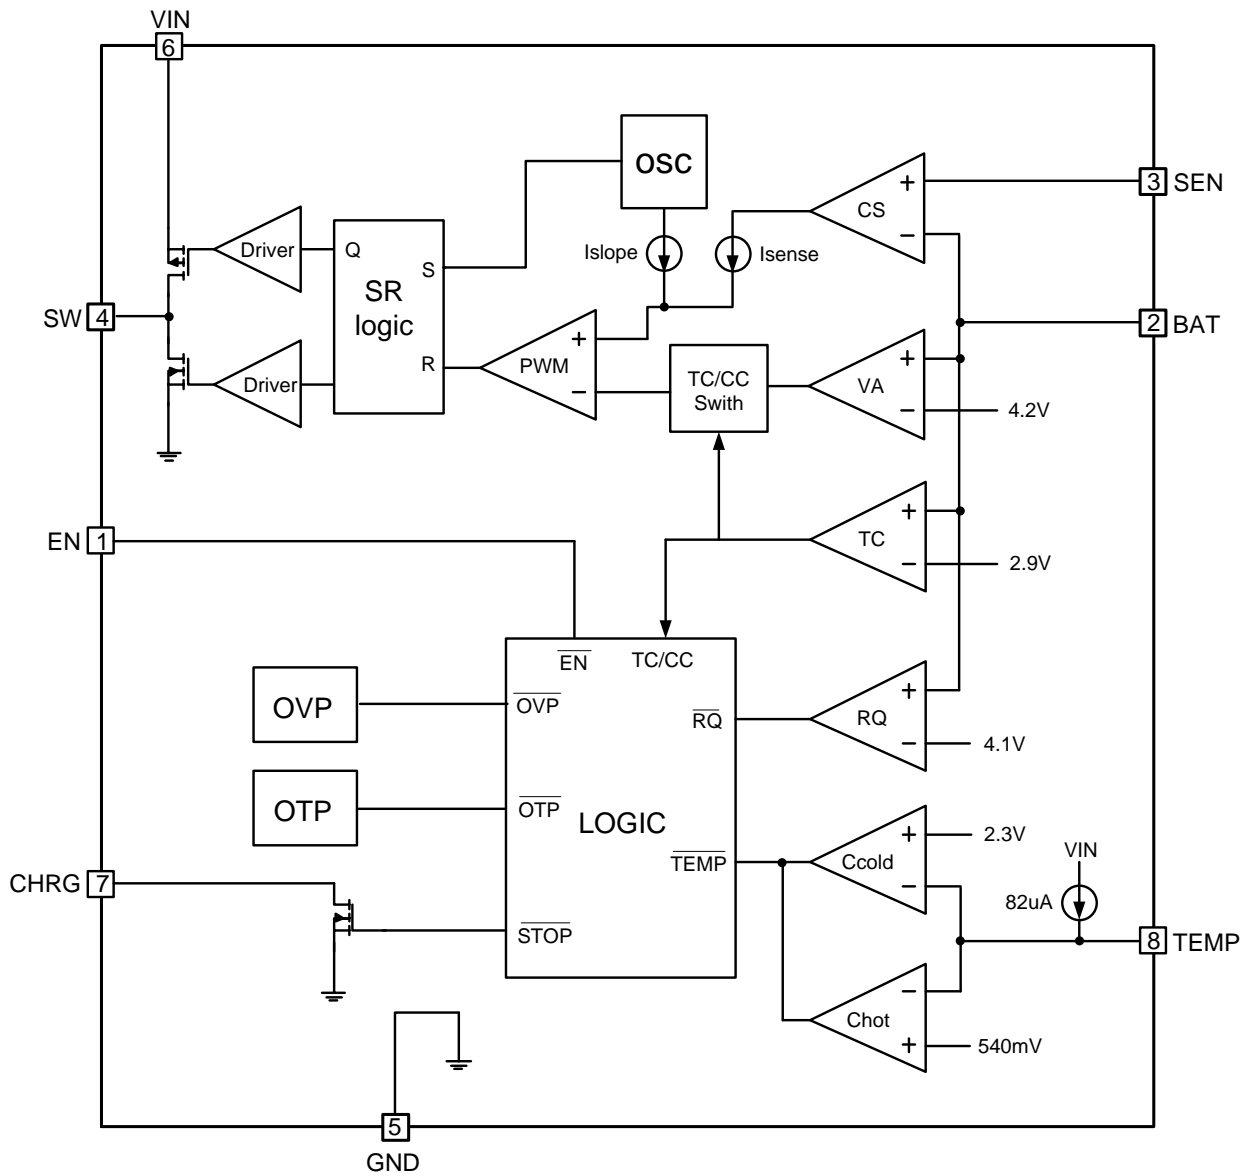 VIN
6
OSC
+
CS
−
3
SEN
Islope
Isense
Driver
Q
S
SR
logic
SW
4
2
BAT
+
PWM
−
R
TC/CC
Swith
+
VA
−
4.2V
Driver
EN
1
+
TC
−
2.9V
EN
TC/CC
OVP
OVP
RQ
+
RQ
−
4.1V
OTP
OTP
LOGIC
TEMP
+
Ccold
−
2.3V
VIN
82uA
CHRG
7
STOP
8
TEMP
−
Chot
+
540mV
5
GND